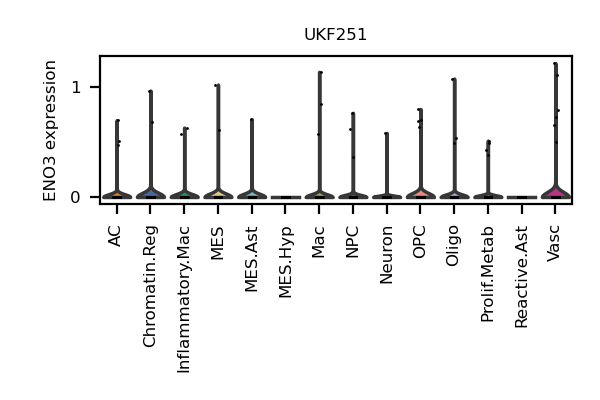 UKF251
ENO3 expression
1
0
AC
Chromatin.Reg
Inflammatory.Mac
MES
MES.Ast
MES.Hyp
Mac
NPC
Neuron
OPC
Oligo
Prolif.Metab
Reactive.Ast
Vasc